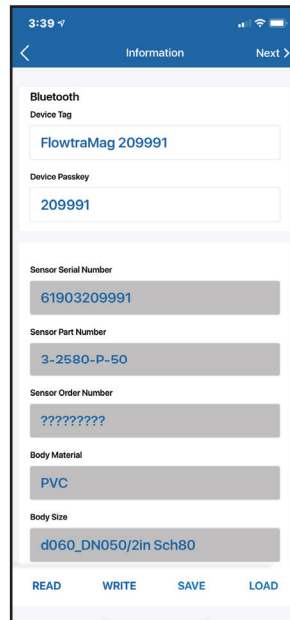 3:39
Information
Next
Bluetooth
Device Tag
FlowtraMag 209991
Device Passkey
209991
Sensor Serial Number
61903209991
Sensor Part Number
3-2580-P-50
Sensor Order Number
?????????
Body Material
PVC
Body Size
d060_DN050/2in Sch80
READ WRITE SAVE LOAD